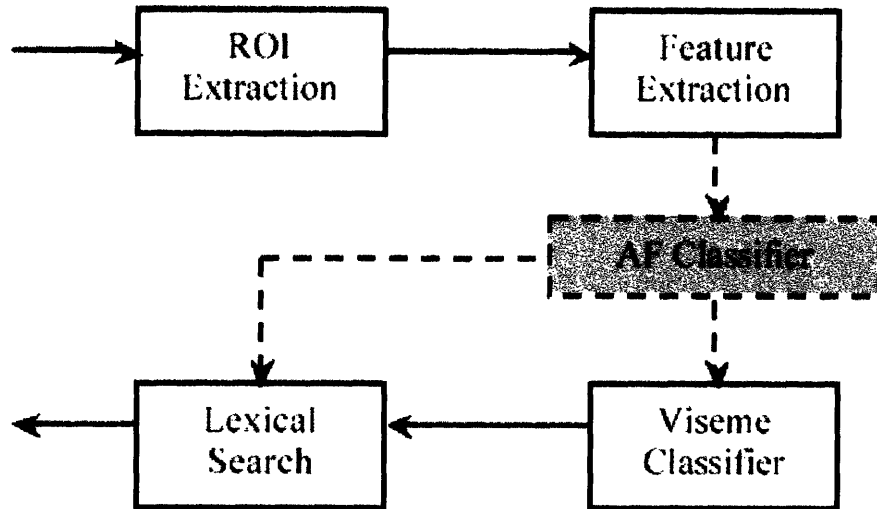 ROI
Extraction
Feature
Extraction
AF Classifier
Lexical
Search
Viseme
Classifier